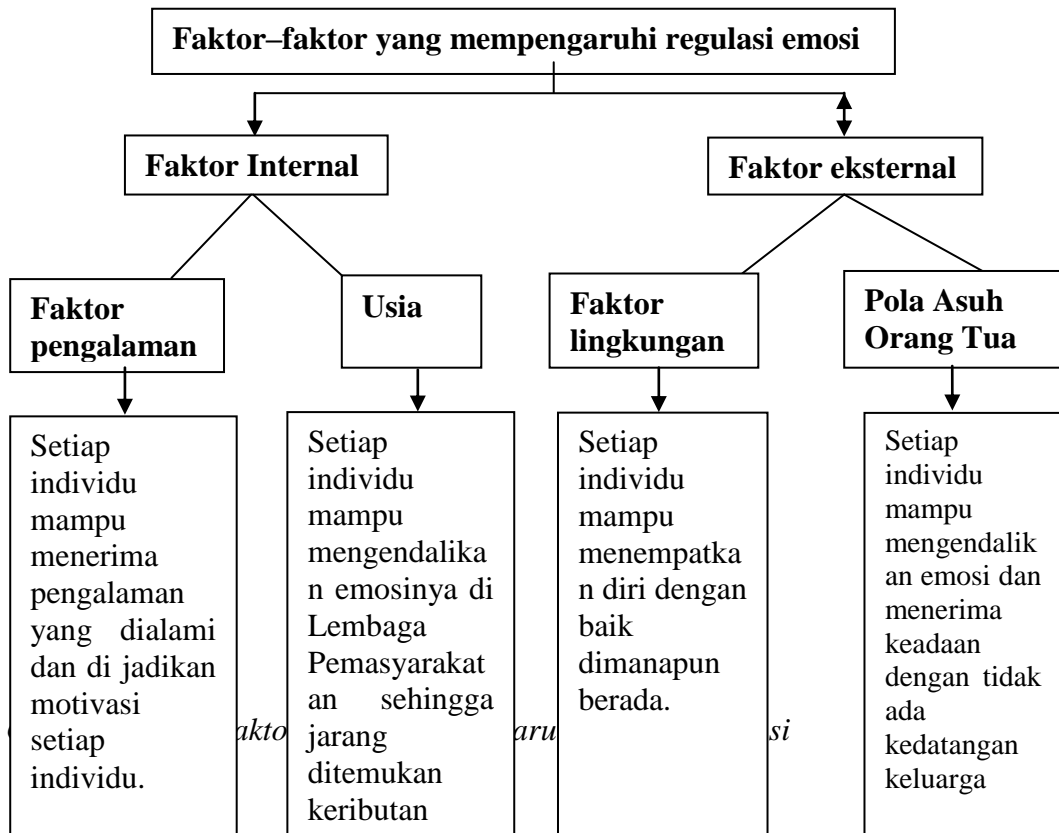 Faktor–faktor yang mempengaruhi regulasi emosi
Faktor Internal
Faktor eksternal
Faktor
pengalaman
Usia
Faktor
lingkungan
Pola Asuh
Orang Tua
Setiap
individu
mampu
menerima
pengalaman
yang dialami
dan di jadikan
motivasi
setiap
individu.
Setiap
individu
mampu
mengendalika
n emosinya di
Lembaga
Pemasyarakat
an sehingga
jarang
ditemukan
keributan
Setiap
individu
mampu
menempatka
n diri dengan
baik
dimanapun
berada.
Setiap
individu
mampu
mengendalik
an emosi dan
menerima
keadaan
dengan tidak
ada
kedatangan
keluarga